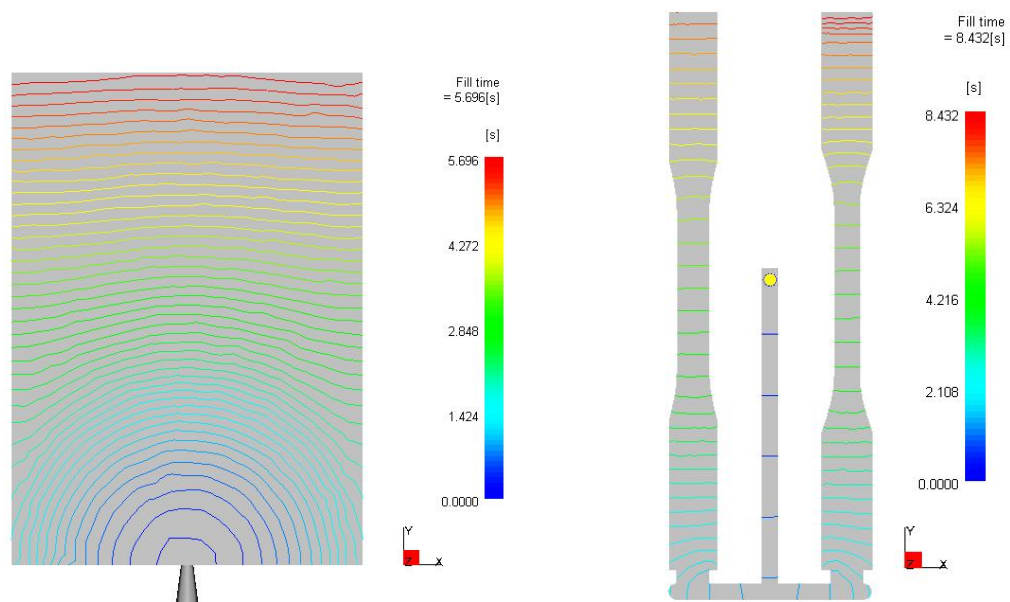 Fill time
= 5.696[s]
[s]
5.696
4.272
2.848
1.424
0.0000
Y
Z
X
Fill time
= 8.432[s]
[s]
8.432
6.324
4.216
2.108
0.0000
Y
Z
X